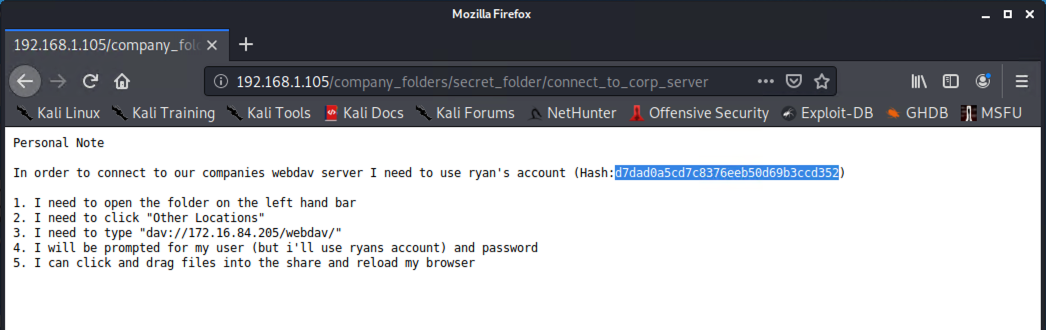 Mozilla Firefox
192.168.1.105/company_fol
192.168.1.105/company_folders/secret_folder/connect_to_corp_server
Kali Linux Kali Training Kali Tools Kali Docs Kali Forums NetHunter Offensive Security Exploit-DB GHDB MSFU
Personal Note
In order to connect to our companies webdav server I need to use ryan's account (Hash:d7dad0a5cd7c8376eeb50d69b3ccd352)
1. I need to open the folder on the left hand bar
2. I need to click "Other Locations"
3. I need to type "dav://172.16.84.205/webdav/"
4. I will be prompted for my user (but i'll use ryans account) and password
5. I can click and drag files into the share and reload my browser